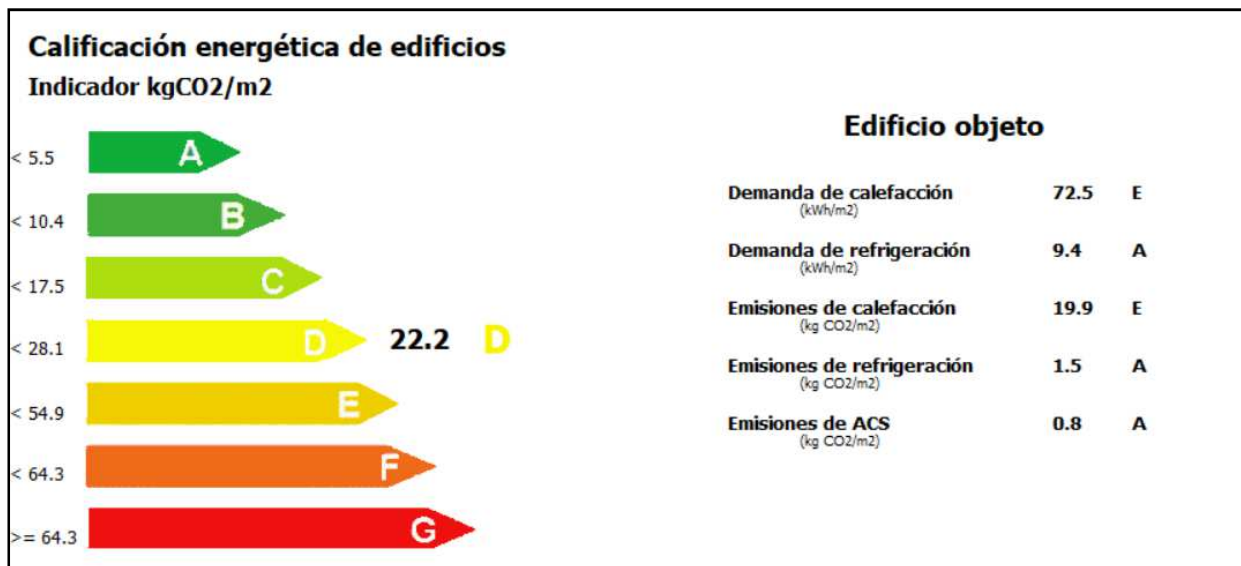 Calificación energética de edificios
Indicador kgCO2/m2
< 5.5 A
< 10.4 B
< 17.5 C
< 28.1 D 22.2 D
< 54.9 E
< 64.3 F
>= 64.3 G
Edificio objeto
Demanda de calefacción 72.5 E
(kWh/m2)
Demanda de refrigeración 9.4 A
(kWh/m2)
Emisiones de calefacción 19.9 E
(kg CO2/m2)
Emisiones de refrigeración 1.5 A
(kg CO2/m2)
Emisiones de ACS 0.8 A
(kg CO2/m2)